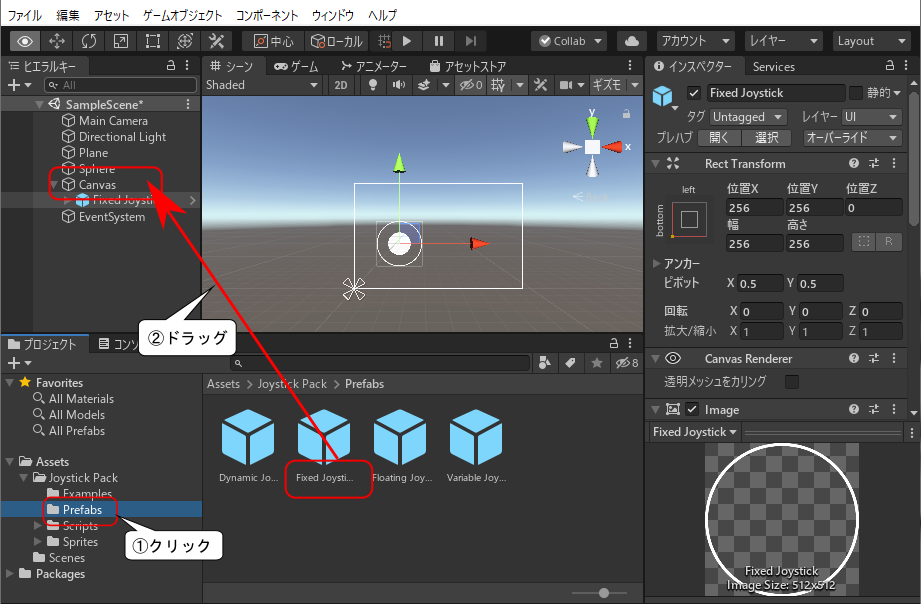 ファイル 編集 アセット ゲームオブジェクト コンポーネント ウィンドウ ヘルプ
中心 ローカル Collab アカウント レイヤー Layout
ヒエラルキー
All
SampleScene*
Main Camera
Directional Light
Plane
Sphere
Canvas
Fixed Joysti
EventSystem
シーン ゲーム アニメーター アセットストア
Shaded 2D 0 ギズモ
y
x
②ドラッグ
インスペクター Services
Fixed Joystick 静的
タグ Untagged レイヤー UI
プレハブ 開く 選択 オーバーライド
Rect Transform
left 位置X 位置Y 位置Z
bottom 256 256 0
幅 高さ
256 256 R
アンカー
ピボット X 0.5 Y 0.5
回転 X 0 Y 0 Z 0
拡大/縮小 X 1 Y 1 Z 1
Canvas Renderer
透明メッシュをカリング
Image
Fixed Joystick
Fixed Joystick
Image Size: 512x512
プロジェクト コンソ
8
Favorites
All Materials
All Models
All Prefabs
Assets
Joystick Pack
Examples
Prefabs
Scripts
Sprites
Scenes
Packages
①クリック
Assets > Joystick Pack > Prefabs
Dynamic Jo... Fixed Joysti... Floating Joy... Variable Joy...